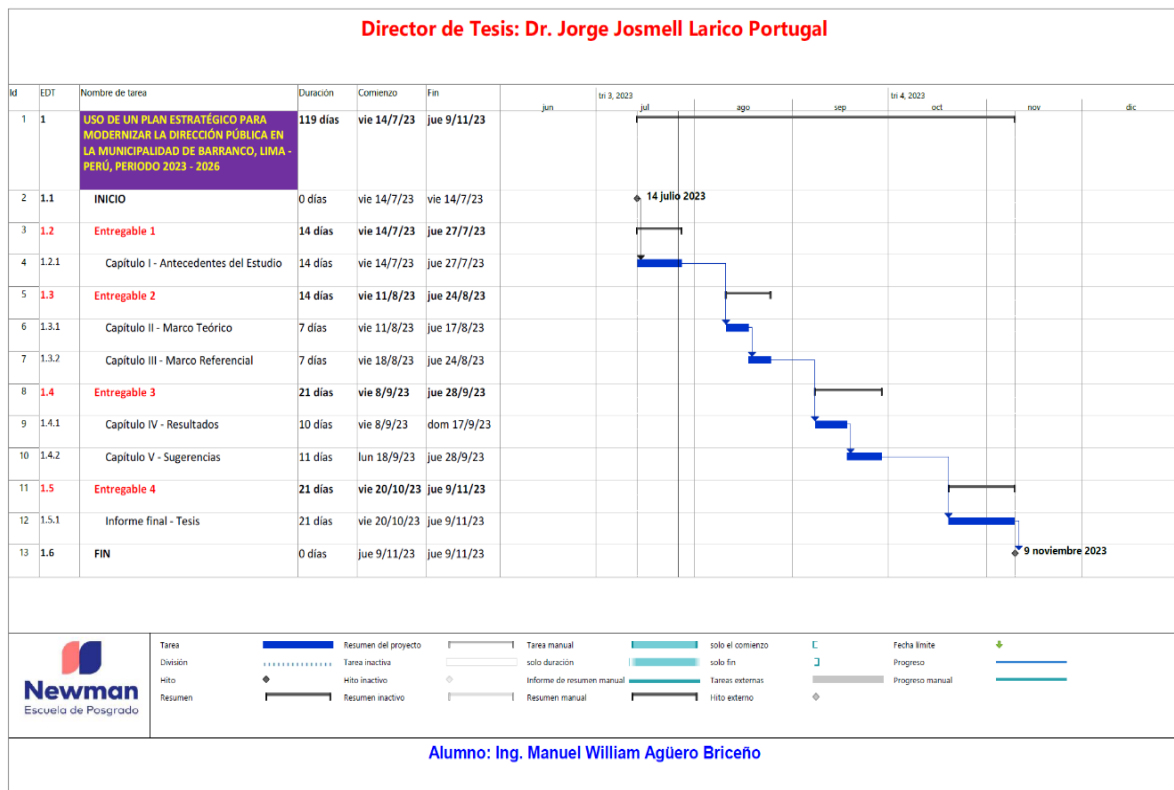 Director de Tesis: Dr. Jorge Josmell Larico Portugal
Id EDT Nombre de tarea Duración Comienzo Fin
tri 3, 2023 tri 4, 2023
jun jul ago sep oct nov dic
1 1 USO DE UN PLAN ESTRATÉGICO PARA 119 días vie 14/7/23 jue 9/11/23
MODERNIZAR LA DIRECCIÓN PÚBLICA EN
LA MUNICIPALIDAD DE BARRANCO, LIMA -
PERÚ, PERIODO 2023 - 2026
2 1.1 INICIO 0 días vie 14/7/23 vie 14/7/23 14 julio 2023
3 1.2 Entregable 1 14 días vie 14/7/23 jue 27/7/23
4 1.2.1 Capítulo I - Antecedentes del Estudio 14 días vie 14/7/23 jue 27/7/23
5 1.3 Entregable 2 14 días vie 11/8/23 jue 24/8/23
6 1.3.1 Capítulo II - Marco Teórico 7 días vie 11/8/23 jue 17/8/23
7 1.3.2 Capítulo III - Marco Referencial 7 días vie 18/8/23 jue 24/8/23
8 1.4 Entregable 3 21 días vie 8/9/23 jue 28/9/23
9 1.4.1 Capítulo IV - Resultados 10 días vie 8/9/23 dom 17/9/23
10 1.4.2 Capítulo V - Sugerencias 11 días lun 18/9/23 jue 28/9/23
11 1.5 Entregable 4 21 días vie 20/10/23 jue 9/11/23
12 1.5.1 Informe final - Tesis 21 días vie 20/10/23 jue 9/11/23
13 1.6 FIN 0 días jue 9/11/23 jue 9/11/23 9 noviembre 2023
Newman
Escuela de Posgrado
Tarea Resumen del proyecto Tarea manual solo el comienzo Fecha límite
División Tarea inactiva solo duración solo fin Progreso
Hito Hito inactivo Informe de resumen manual Tareas externas Progreso manual
Resumen Resumen inactivo Resumen manual Hito externo
Alumno: Ing. Manuel William Agüero Briceño